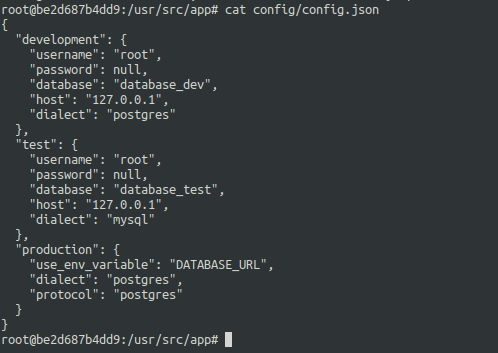 root@be2d687b4dd9:/usr/src/app# cat config/config.json
{
  "development": {
    "username": "root",
    "password": null,
    "database": "database_dev",
    "host": "127.0.0.1",
    "dialect": "postgres"
  },
  "test": {
    "username": "root",
    "password": null,
    "database": "database_test",
    "host": "127.0.0.1",
    "dialect": "mysql"
  },
  "production": {
    "use_env_variable": "DATABASE_URL",
    "dialect": "postgres",
    "protocol": "postgres"
  }
}
root@be2d687b4dd9:/usr/src/app#